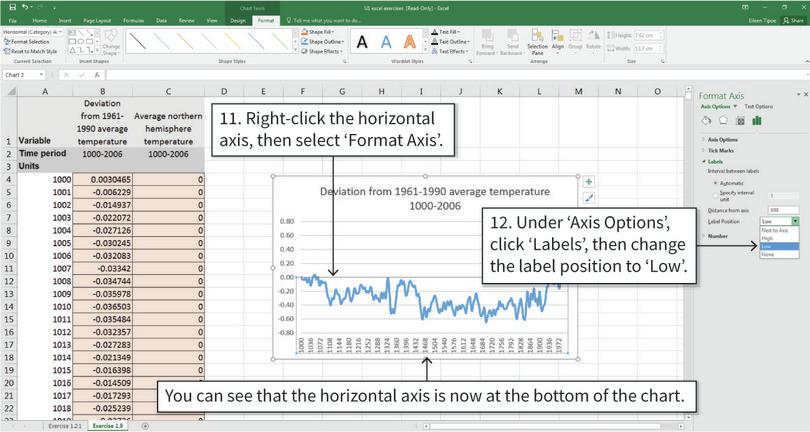 Chart Tools
U1 excel exercises [Read-Only] - Excel
Eileen Tipoe
Share
File Home Insert Page Layout Formulas Data Review View Design Format Tell me what you want to do...
Horizontal (Category) A
Format Selection
Reset to Match Style
Current Selection
Change Shape
Insert Shapes
Shape Fill
Shape Outline
Shape Effects
Shape Styles
A A A
Text Fill
Text Outline
Text Effects
WordArt Styles
Bring Forward
Send Backward
Selection Pane
Align
Group
Rotate
Arrange
Height: 7.62 cm
Width: 12.7 cm
Size
Chart 2
fx
A B C D E F G H I J K L M N O
1 Variable Deviation from 1961-1990 average temperature Average northern hemisphere temperature
2 Time period 1000-2006 1000-2006
3 Units
4 1000 0.0030465 0
5 1001 -0.006229 0
6 1002 -0.014937 0
7 1003 -0.022072 0
8 1004 -0.027126 0
9 1005 -0.030245 0
10 1006 -0.032083 0
11 1007 -0.03342 0
12 1008 -0.034744 0
13 1009 -0.035978 0
14 1010 -0.036503 0
15 1011 -0.035484 0
16 1012 -0.032357 0
17 1013 -0.027283 0
18 1014 -0.021349 0
19 1015 -0.016398 0
20 1016 -0.014509
21 1017 -0.017293
22 1018 -0.025239
11. Right-click the horizontal
axis, then select ‘Format Axis’.
Deviation from 1961-1990 average temperature
1000-2006
0.80
0.60
0.40
0.20
0.00
-0.20
-0.40
-0.60
-0.80
1000 1036 1072 1108 1144 1180 1216 1252 1288 1324 1360 1396 1432 1468 1504 1540 1576 1612 1648 1684 1720 1756 1792 1828 1864 1900 1936 1972
12. Under ‘Axis Options’,
click ‘Labels’, then change
the label position to ‘Low’.
You can see that the horizontal axis is now at the bottom of the chart.
Format Axis
Axis Options Text Options
Axis Options
Tick Marks
Labels
Interval between labels
Automatic
Specify interval unit 1
Distance from axis 100
Label Position Low
Next to Axis
High
Low
None
Number
Exercise 1.2.1 Exercise 1.9